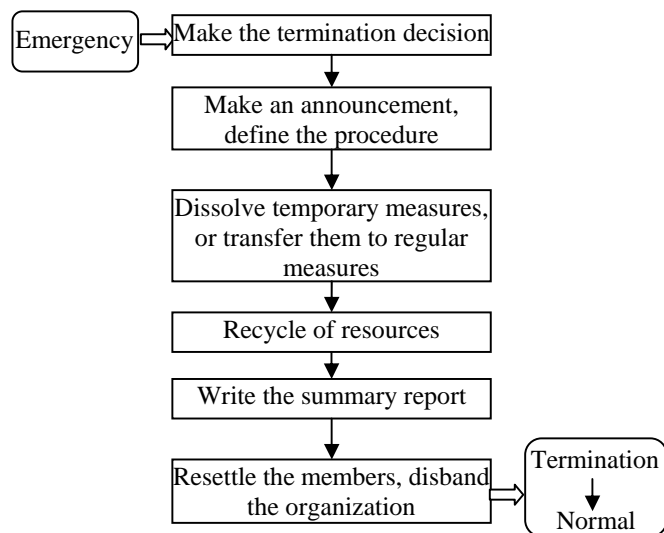 Emergency
Make the termination decision
Make an announcement,
define the procedure
Dissolve temporary measures,
or transfer them to regular
measures
Recycle of resources
Write the summary report
Resettle the members, disband
the organization
Termination
Normal